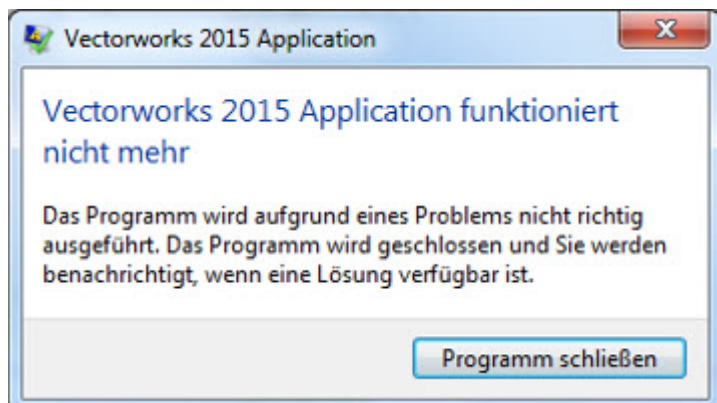 Vectorworks 2015 Application
Vectorworks 2015 Application funktioniert
nicht mehr
Das Programm wird aufgrund eines Problems nicht richtig
ausgeführt. Das Programm wird geschlossen und Sie werden
benachrichtigt, wenn eine Lösung verfügbar ist.
Programm schließen